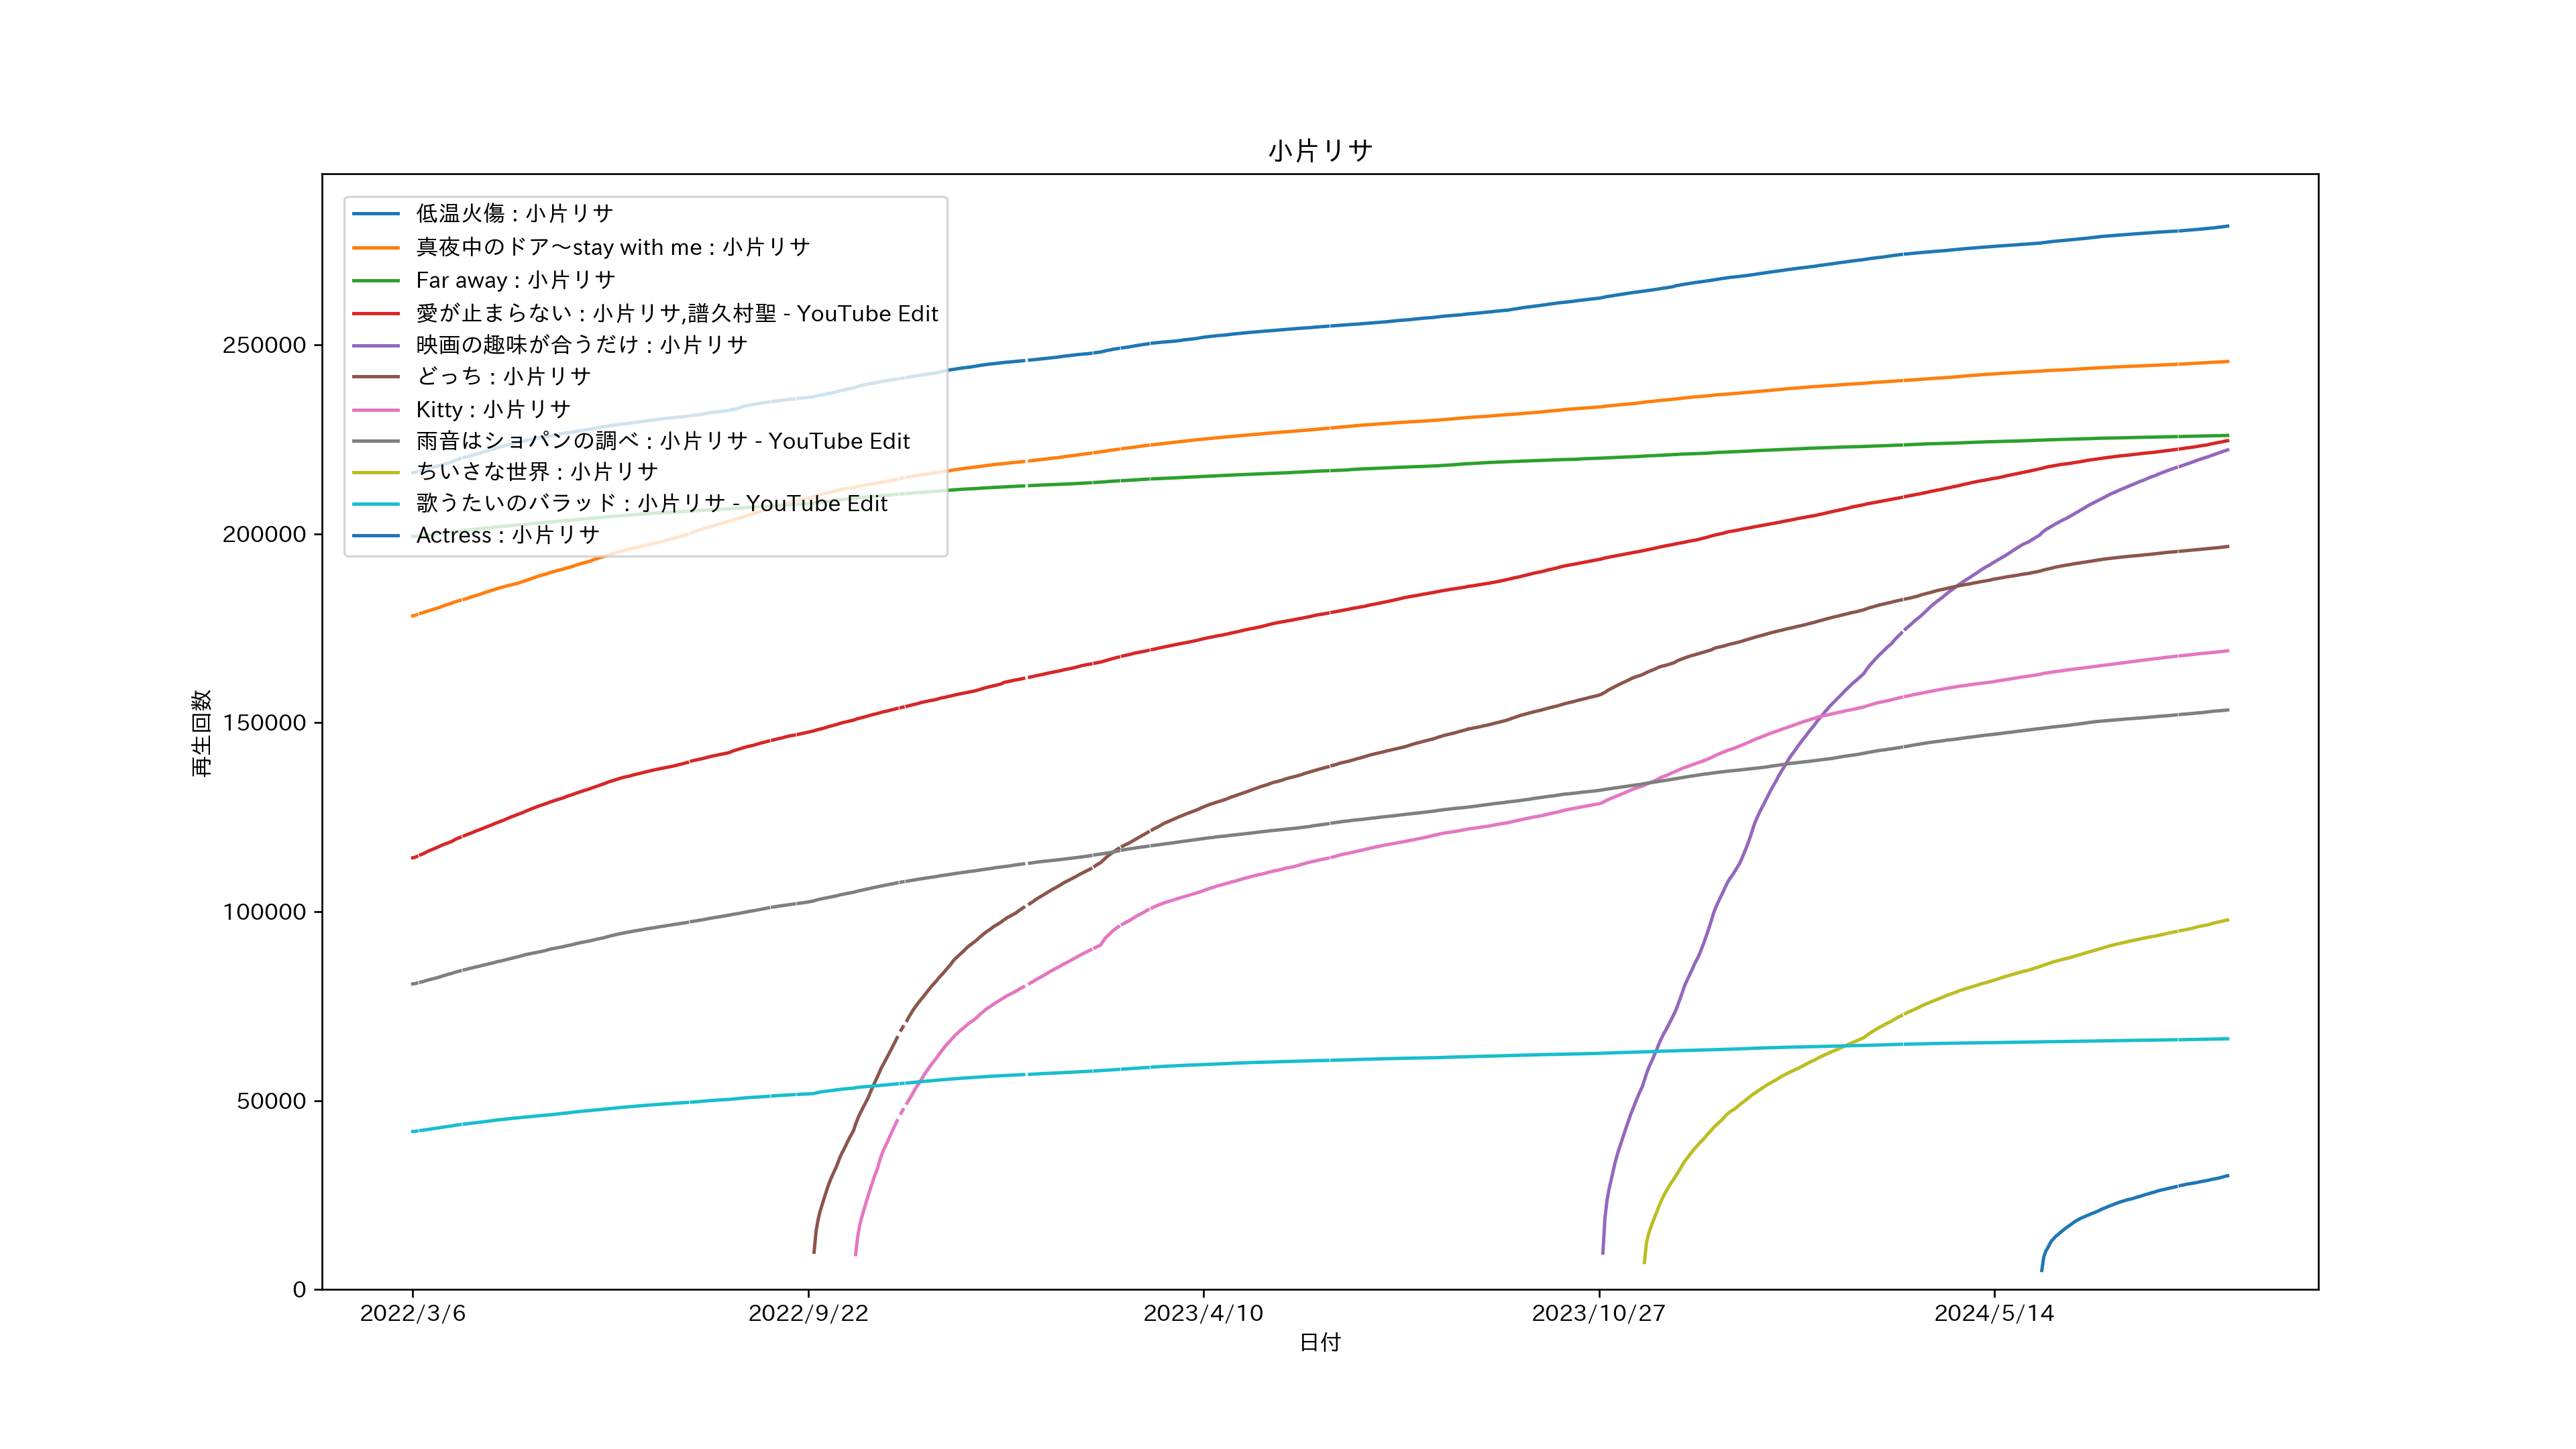 小片リサ
低温火傷 : 小片リサ
真夜中のドア～stay with me : 小片リサ
Far away : 小片リサ
愛が止まらない : 小片リサ,譜久村聖 - YouTube Edit
映画の趣味が合うだけ : 小片リサ
どっち : 小片リサ
Kitty : 小片リサ
雨音はショパンの調べ : 小片リサ - YouTube Edit
ちいさな世界 : 小片リサ
歌うたいのバラッド : 小片リサ - YouTube Edit
Actress : 小片リサ
250000
200000
150000
100000
50000
0
再生回数
2022/3/6
2022/9/22
2023/4/10
2023/10/27
2024/5/14
日付